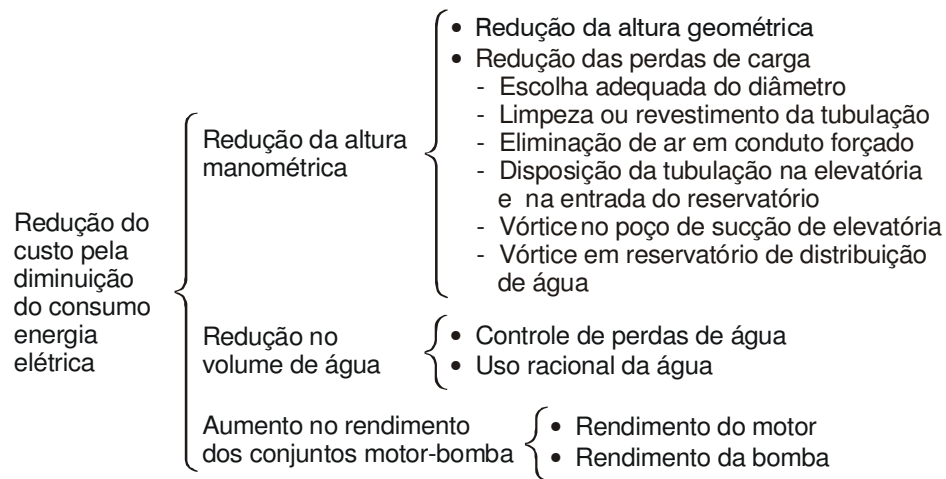 Redução do
custo pela
diminuição
do consumo
energia
elétrica
Redução da altura
manométrica
• Redução da altura geométrica
• Redução das perdas de carga
- Escolha adequada do diâmetro
- Limpeza ou revestimento da tubulação
- Eliminação de ar em conduto forçado
- Disposição da tubulação na elevatória
e na entrada do reservatório
- Vórtice no poço de sucção de elevatória
- Vórtice em reservatório de distribuição
de água
Redução no
volume de água
• Controle de perdas de água
• Uso racional da água
Aumento no rendimento
dos conjuntos motor-bomba
• Rendimento do motor
• Rendimento da bomba